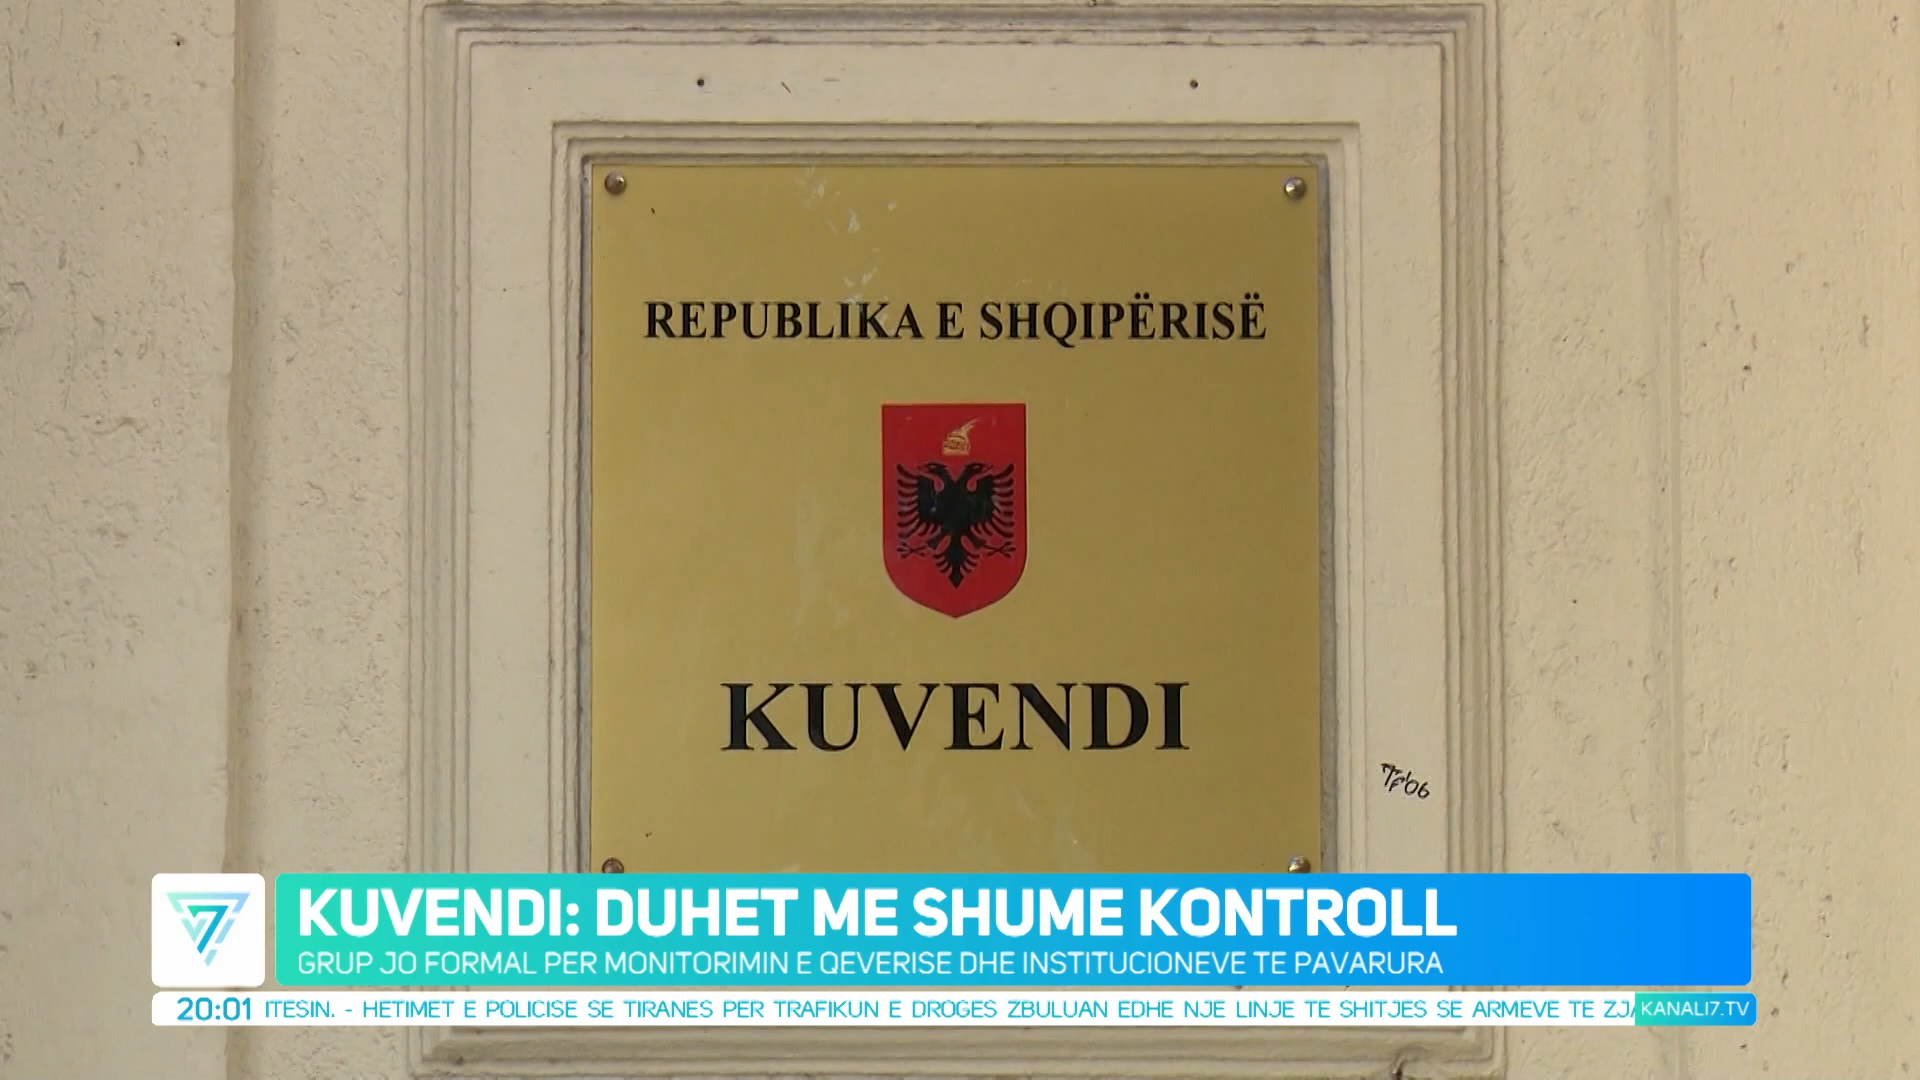 REPUBLIKA E SHQIPËRISË
KUVENDI
KUVENDI: DUHET ME SHUME KONTROLL
GRUP JO FORMAL PER MONITORIMIN E QEVERISE DHE INSTITUCIONEVE TE PAVARURA
20:01 ITESIN. - HETIMET E POLICISE SE TIRANES PER TRAFIKUN E DROGES ZBULUAN EDHE NJE LINJE TE SHITJES SE ARMEVE TE ZJA KANALI7.TV